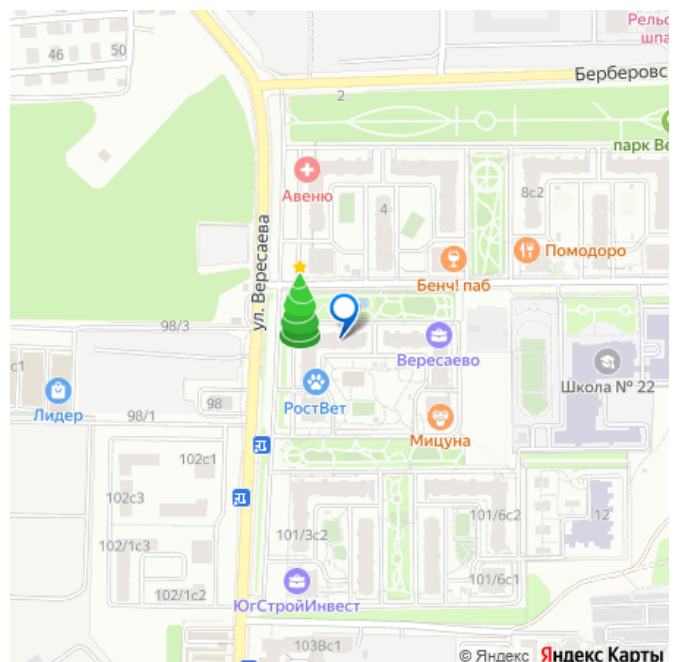 Рельс
шпа
46
50
Берберовс
2
парк Ве
Авеню
4
8с2
ул. Вересаева
Помодоро
Бенч! паб
98/3
Вересаево
с1
Школа № 22
98
РостВет
Лидер
98/1
Мицуна
102с1
102с3
101/6с2
12
101/3с2
102/1с3
101/6с1
102/1с2
ЮгСтройИнвест
103Вс1
© Яндекс Яндекс Карты